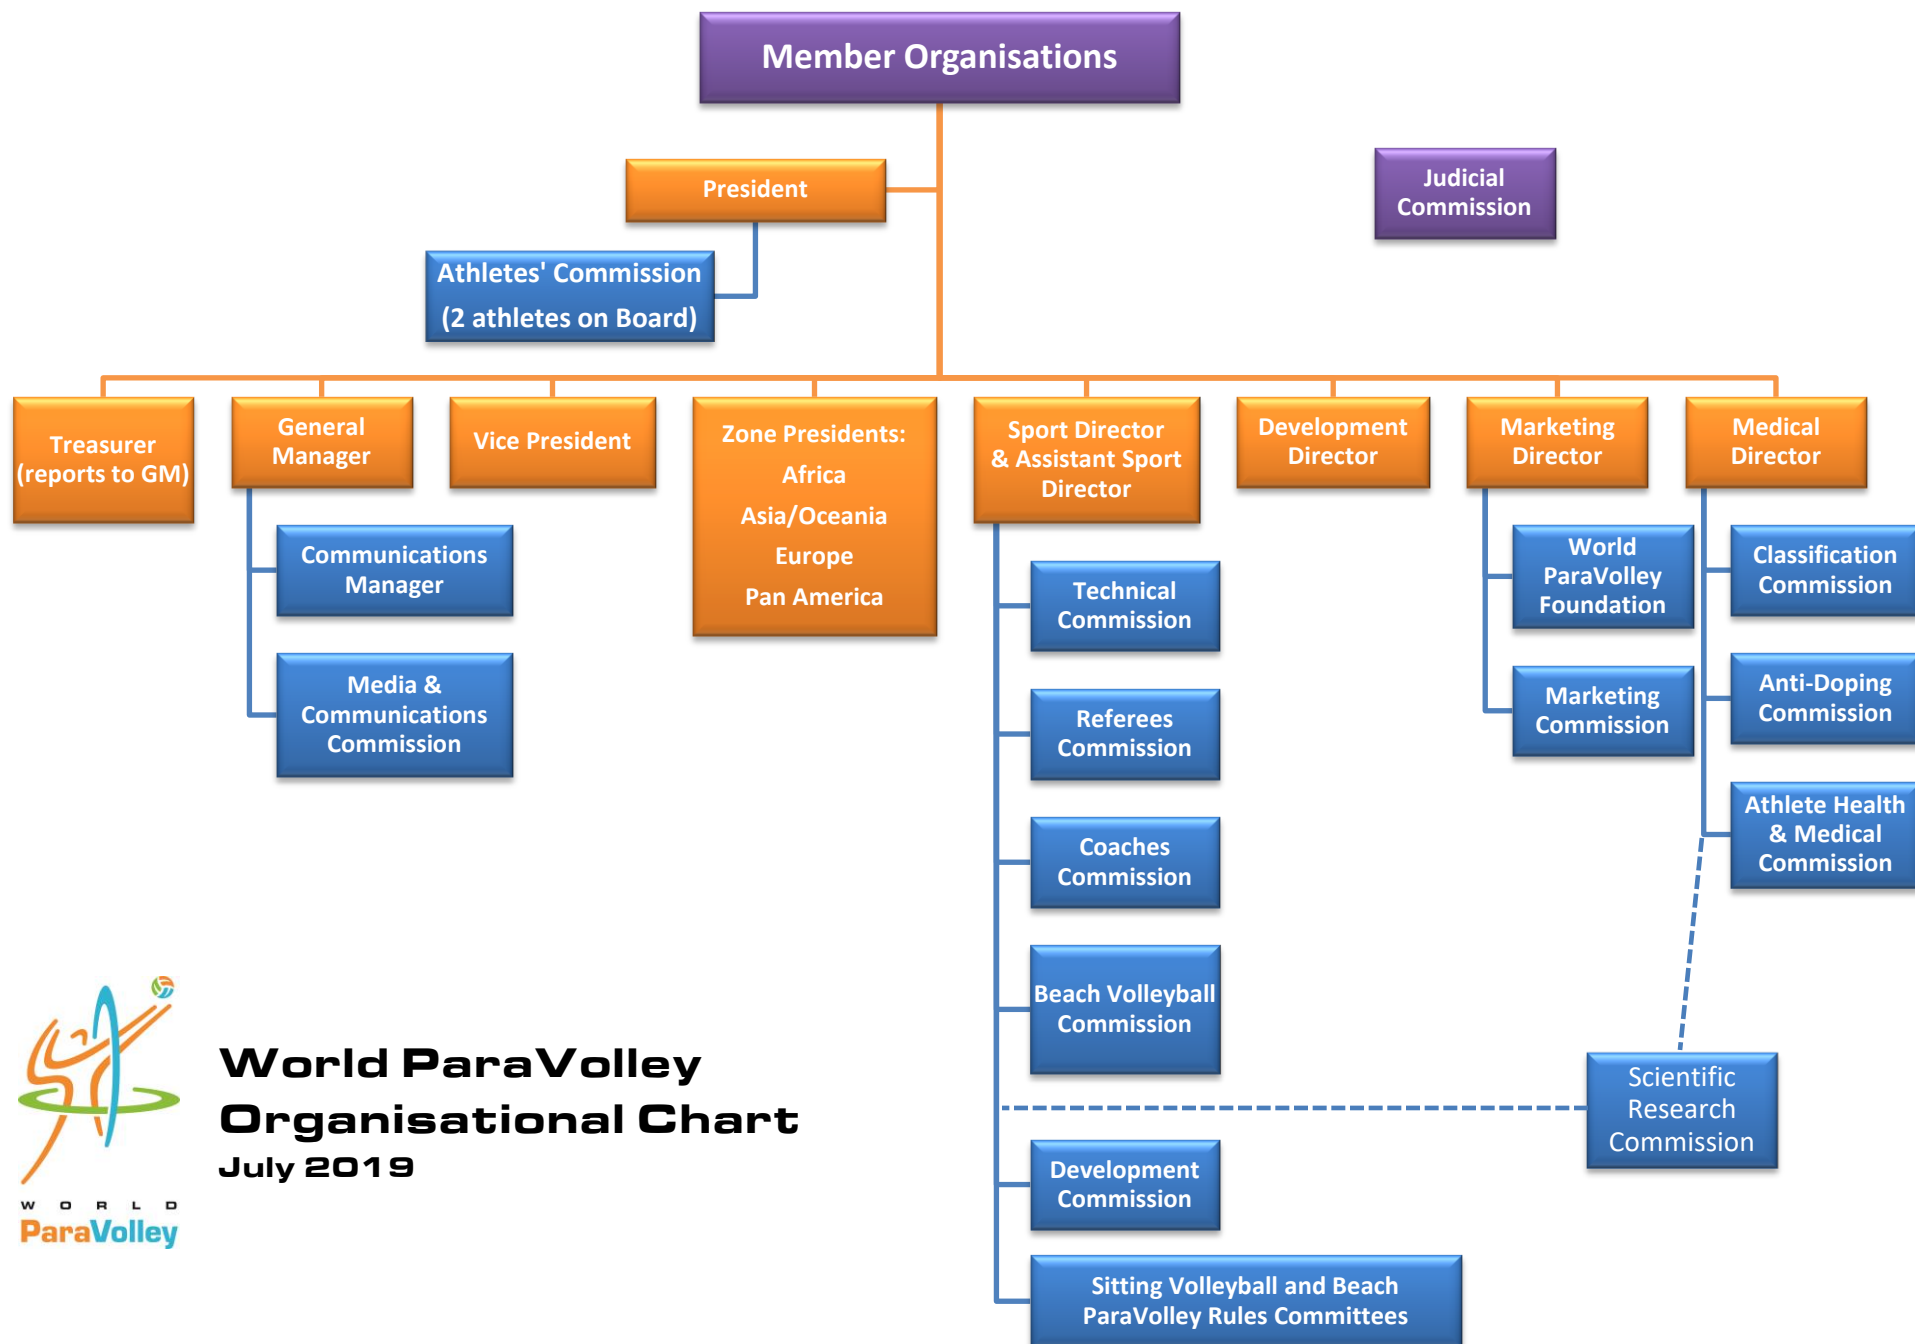 Member Organisations
President
Judicial
Commission
Athletes' Commission
(2 athletes on Board)
Treasurer
(reports to GM)
General
Manager
Vice President
Zone Presidents:
Africa
Asia/Oceania
Europe
Pan America
Sport Director
& Assistant Sport
Director
Development
Director
Marketing
Director
Medical
Director
Communications
Manager
Media &
Communications
Commission
Technical
Commission
Referees
Commission
Coaches
Commission
Beach Volleyball
Commission
Development
Commission
Sitting Volleyball and Beach
ParaVolley Rules Committees
World
ParaVolley
Foundation
Marketing
Commission
Classification
Commission
Anti-Doping
Commission
Athlete Health
& Medical
Commission
Scientific
Research
Commission
World ParaVolley
Organisational Chart
July 2019
WORLD
ParaVolley